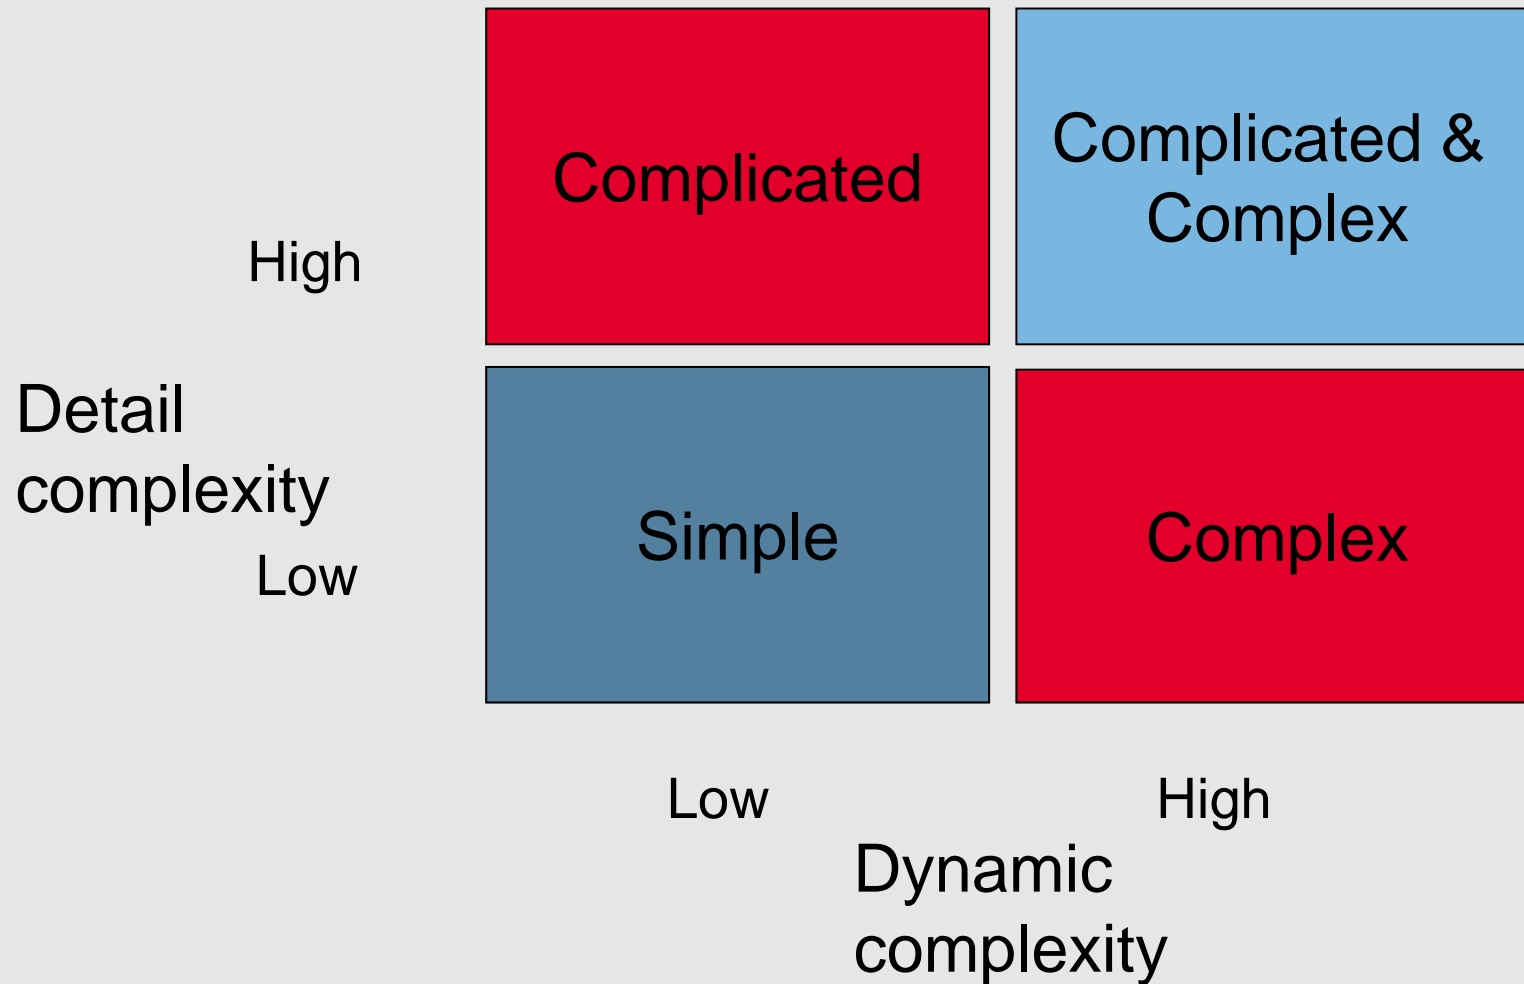 Complicated
Complicated &
Complex
High
Detail
complexity
Simple
Complex
Low
Low
High
Dynamic
complexity